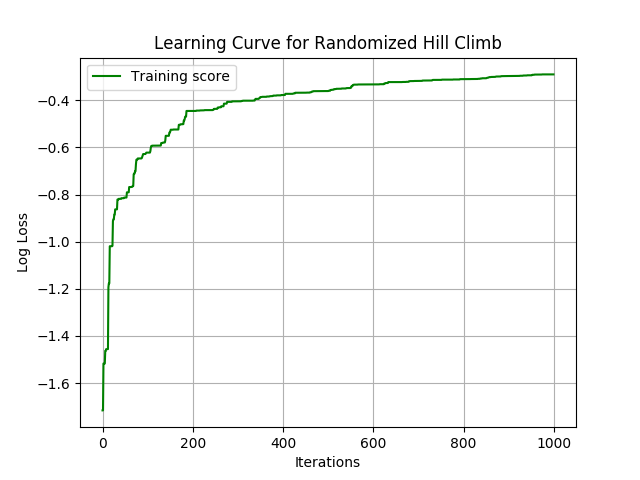 Learning Curve for Randomized Hill Climb
Training score
−0.4
−0.6
−0.8
−1.0
−1.2
−1.4
−1.6
Log Loss
0 200 400 600 800 1000
Iterations